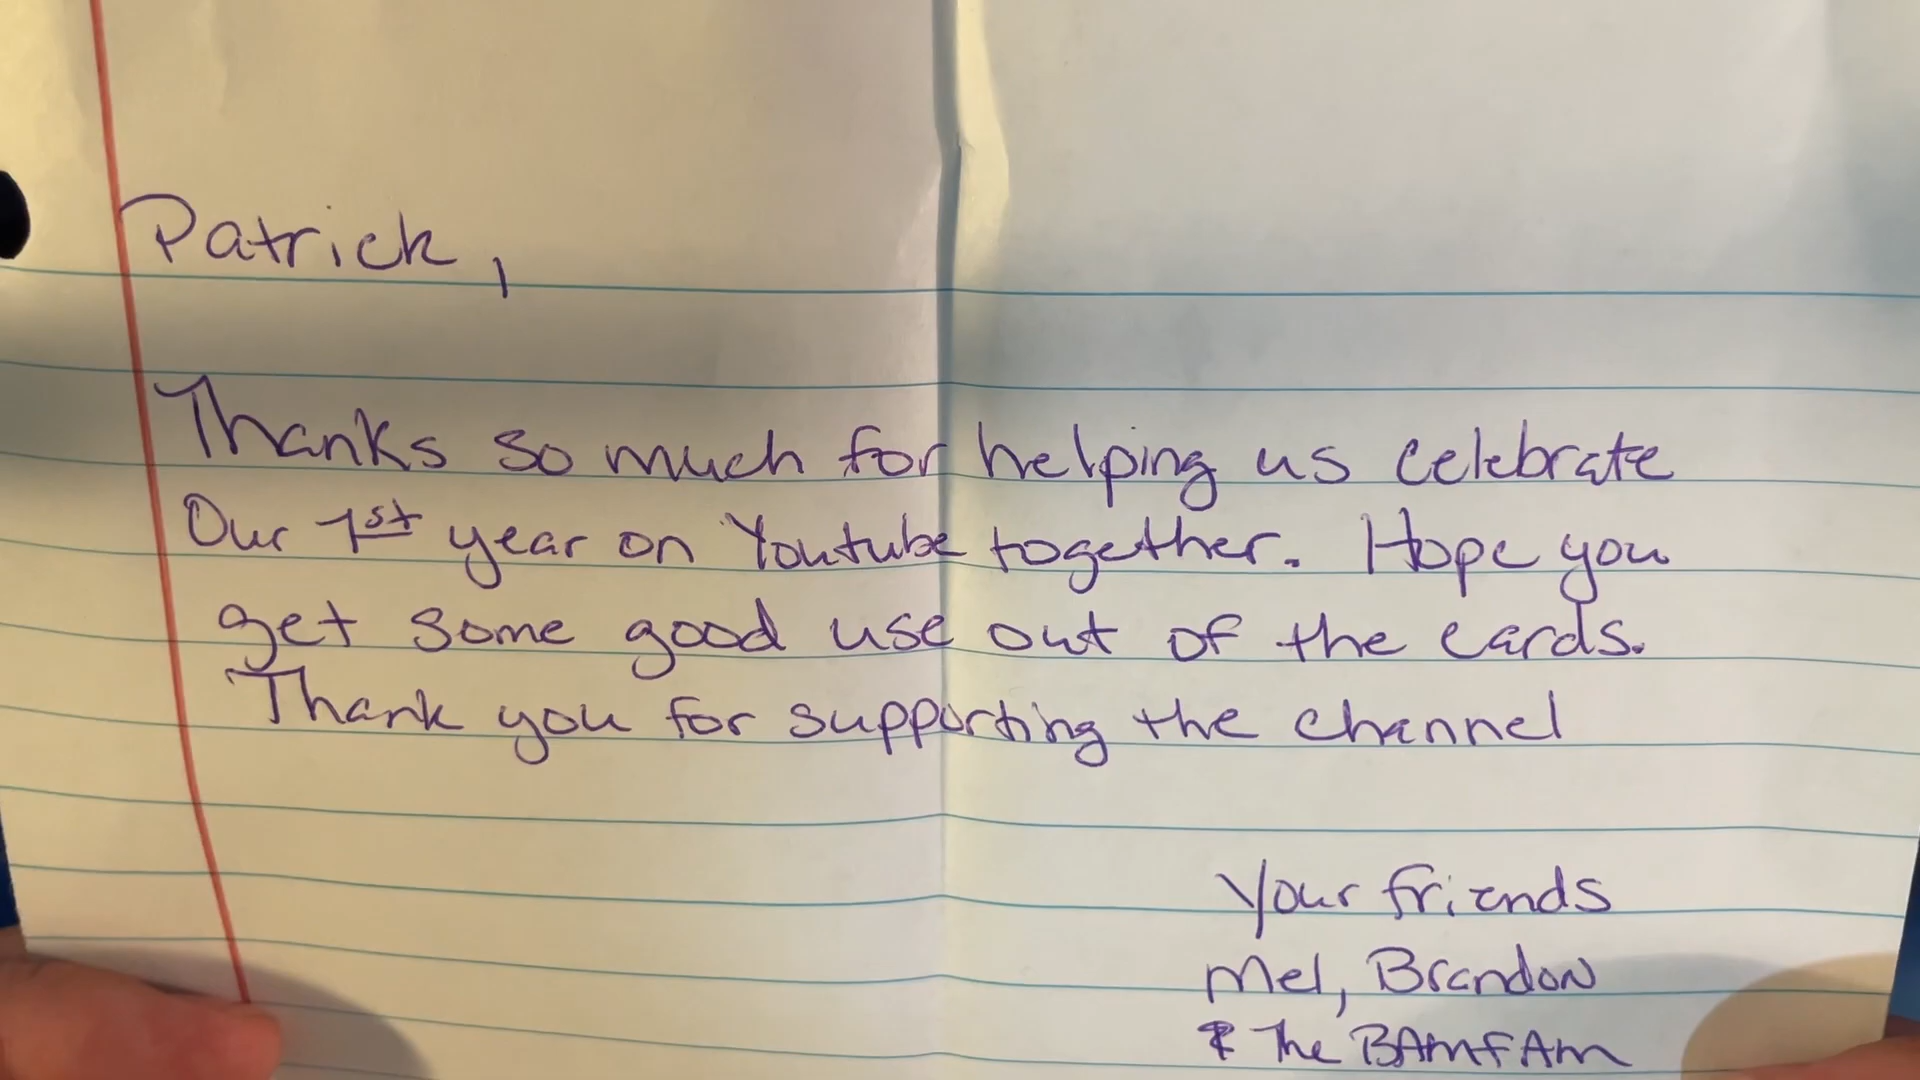 Patrick,
Thanks so much for helping us celebrate
Our 1st year on Youtube together. Hope you
get some good use out of the cards.
Thank you for supporting the channel
Your friends
Mel, Brandon
& The BAMFAM